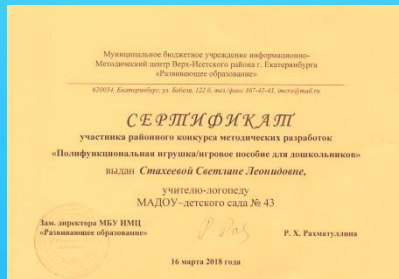 Муниципальное бюджетное учреждение информационно-
Методический центр Верх-Исетского района г. Екатеринбурга
«Развивающее образование»
620034, Екатеринбург, ул. Бебеля, 122 б, тел./факс 367-42-41, imcro@mail.ru
СЕРТИФИКАТ
участника районного конкурса методических разработок
«Полифункциональная игрушка/игровое пособие для дошкольников»
выдан Стахеевой Светлане Леонидовне,
учителю-логопеду
МАДОУ–детского сада № 43
Зам. директора МБУ ИМЦ
«Развивающее образование»
Р. Х. Рахматуллина
16 марта 2018 года